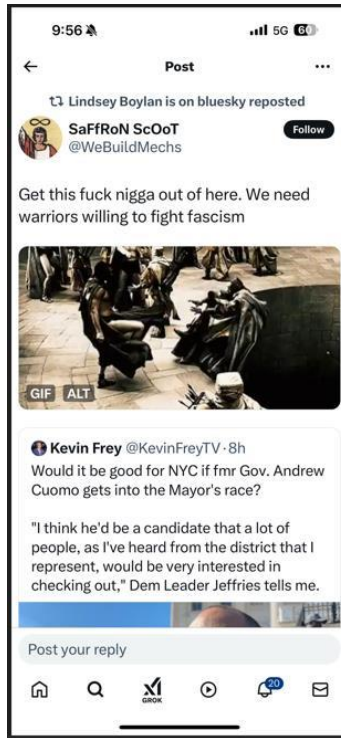 9:56
5G 60
Post
Lindsey Boylan is on bluesky reposted
SaFfRoN ScOoT
Follow
@WeBuildMechs
Get this fuck nigga out of here. We need
warriors willing to fight fascism
GIF ALT
Kevin Frey @KevinFreyTV · 8h
Would it be good for NYC if fmr Gov. Andrew
Cuomo gets into the Mayor's race?
"I think he'd be a candidate that a lot of
people, as I've heard from the district that I
represent, would be very interested in
checking out," Dem Leader Jeffries tells me.
Post your reply
GROK
20